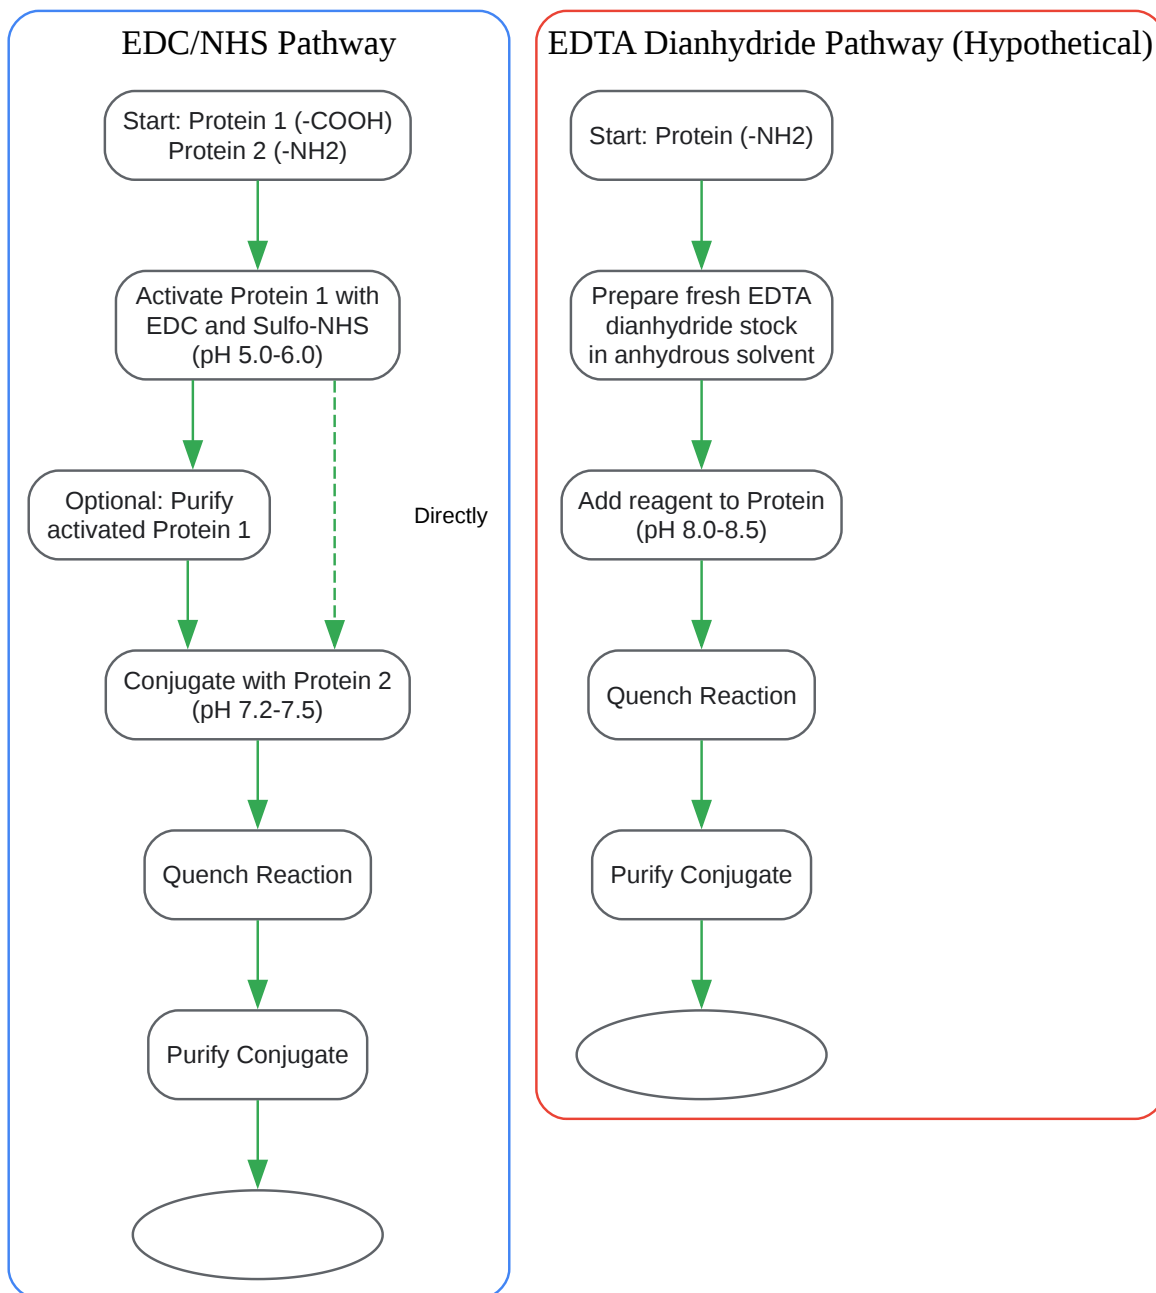 EDC/NHS Pathway
Start: Protein 1 (-COOH)
Protein 2 (-NH2)
Activate Protein 1 with
EDC and Sulfo-NHS
(pH 5.0-6.0)
Optional: Purify
activated Protein 1
Directly
Conjugate with Protein 2
(pH 7.2-7.5)
Quench Reaction
Purify Conjugate
EDTA Dianhydride Pathway (Hypothetical)
Start: Protein (-NH2)
Prepare fresh EDTA
dianhydride stock
in anhydrous solvent
Add reagent to Protein
(pH 8.0-8.5)
Quench Reaction
Purify Conjugate